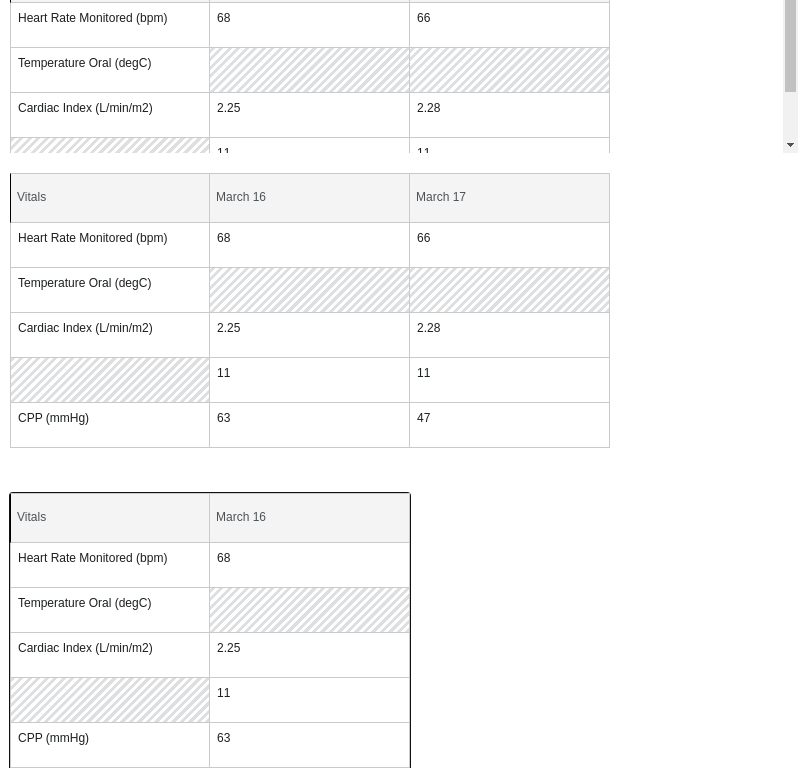 Heart Rate Monitored (bpm) 68 66
Temperature Oral (degC)
Cardiac Index (L/min/m2) 2.25 2.28
11 11
Vitals March 16 March 17
Heart Rate Monitored (bpm) 68 66
Temperature Oral (degC)
Cardiac Index (L/min/m2) 2.25 2.28
11 11
CPP (mmHg) 63 47
Vitals March 16
Heart Rate Monitored (bpm) 68
Temperature Oral (degC)
Cardiac Index (L/min/m2) 2.25
11
CPP (mmHg) 63